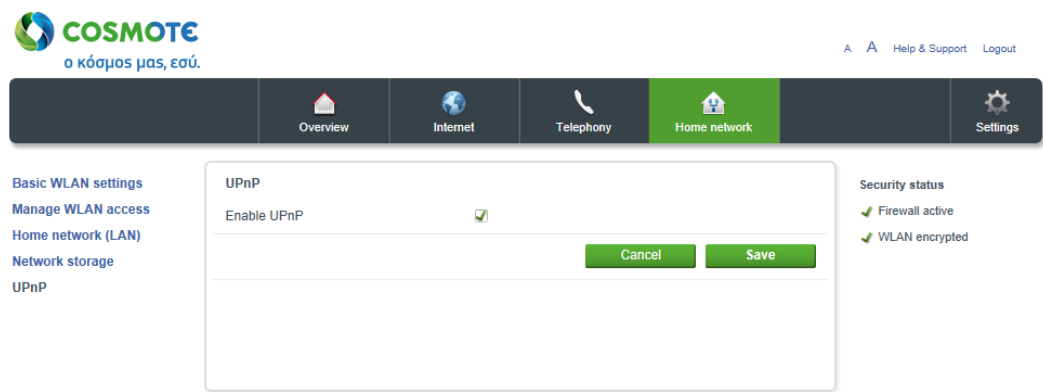 COSMOTE
ο κόσμος μας, εσύ.
A A Help & Support Logout
Overview Internet Telephony Home network Settings
Basic WLAN settings
Manage WLAN access
Home network (LAN)
Network storage
UPnP
UPnP
Enable UPnP
Cancel Save
Security status
Firewall active
WLAN encrypted